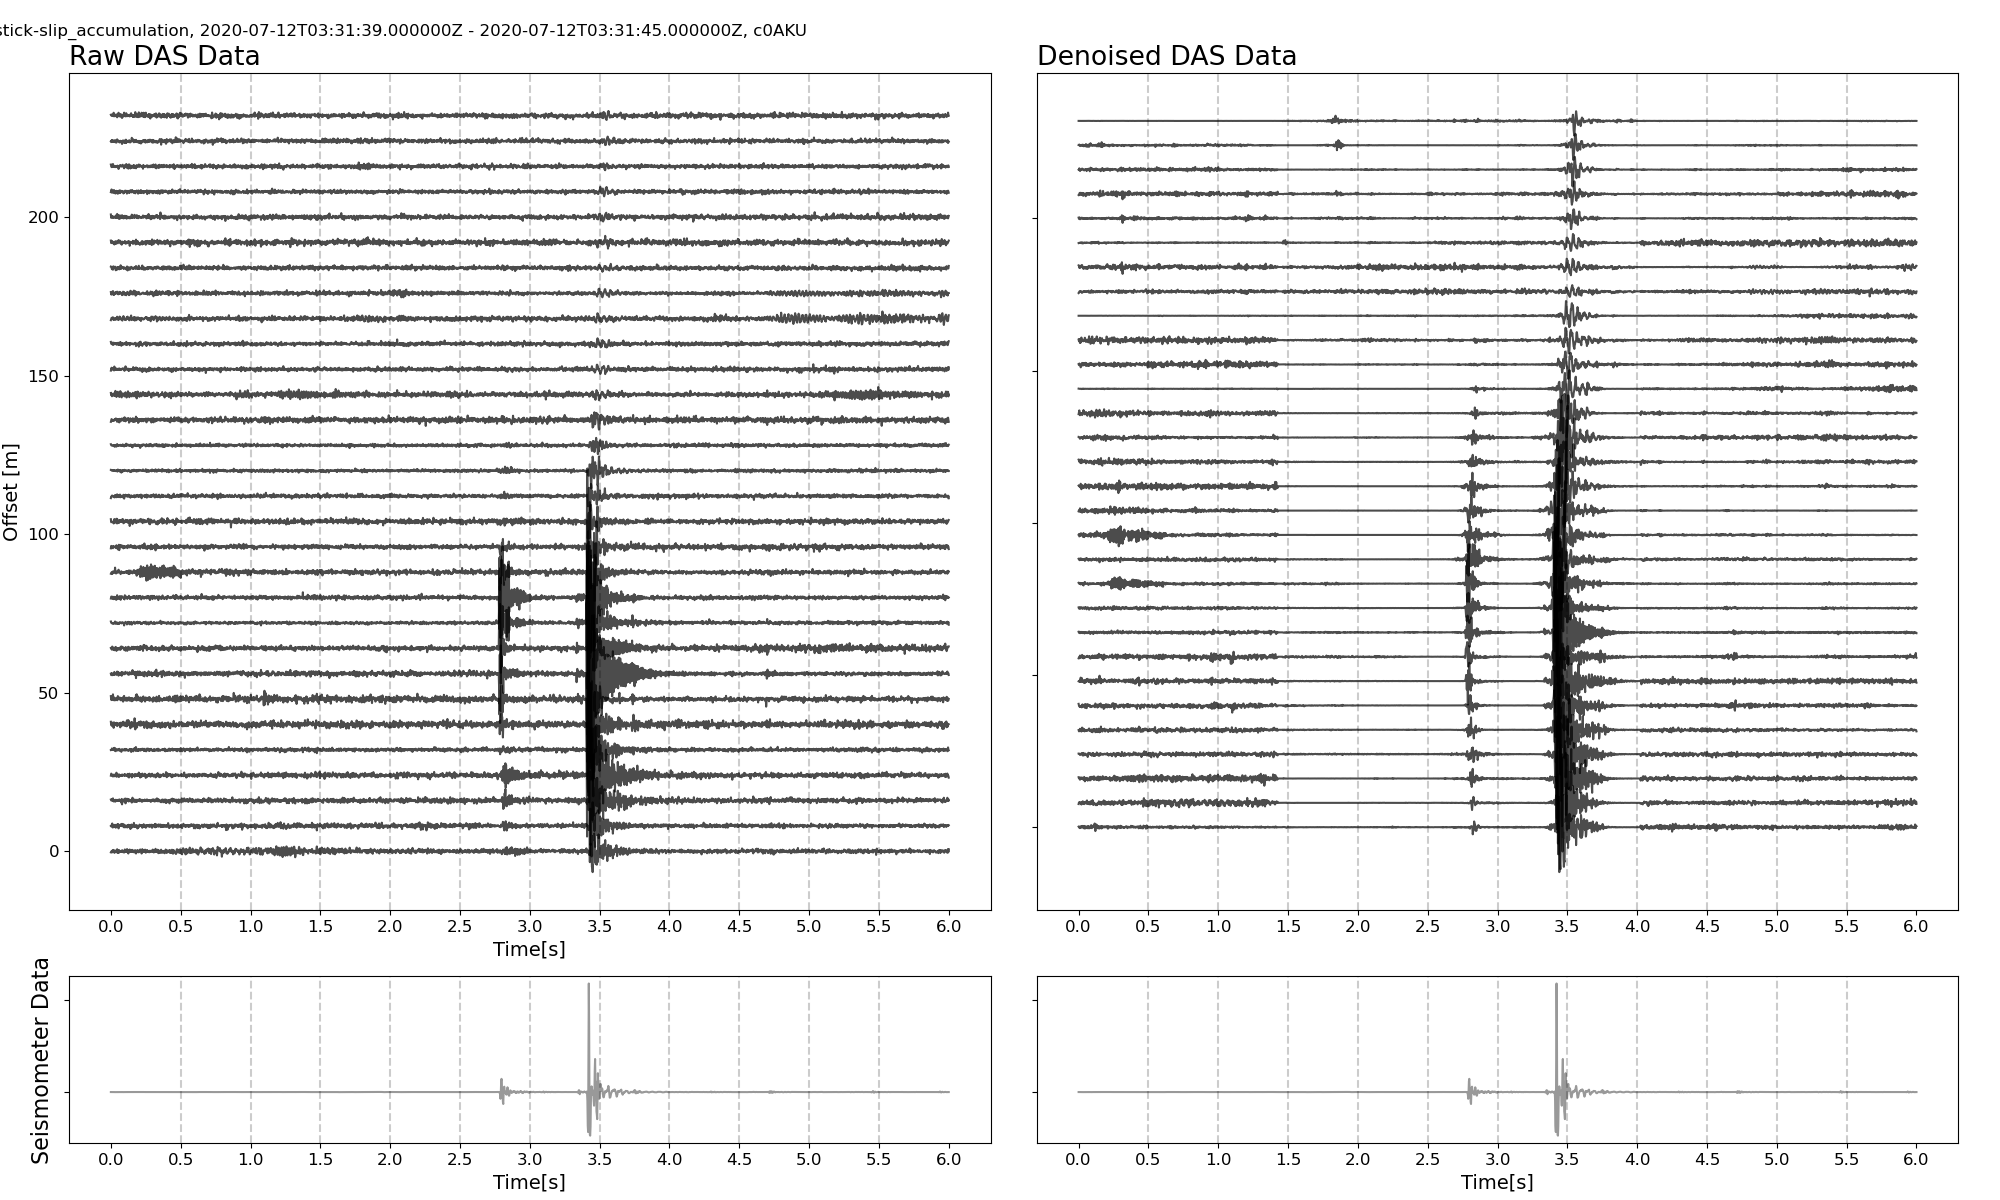 stick-slip_accumulation, 2020-07-12T03:31:39.000000Z - 2020-07-12T03:31:45.000000Z, c0AKU
Raw DAS Data
Denoised DAS Data
Offset [m]
200
150
100
50
0
0.0 0.5 1.0 1.5 2.0 2.5 3.0 3.5 4.0 4.5 5.0 5.5 6.0
Time[s]
0.0 0.5 1.0 1.5 2.0 2.5 3.0 3.5 4.0 4.5 5.0 5.5 6.0
Seismometer Data
0.0 0.5 1.0 1.5 2.0 2.5 3.0 3.5 4.0 4.5 5.0 5.5 6.0
Time[s]
0.0 0.5 1.0 1.5 2.0 2.5 3.0 3.5 4.0 4.5 5.0 5.5 6.0
Time[s]